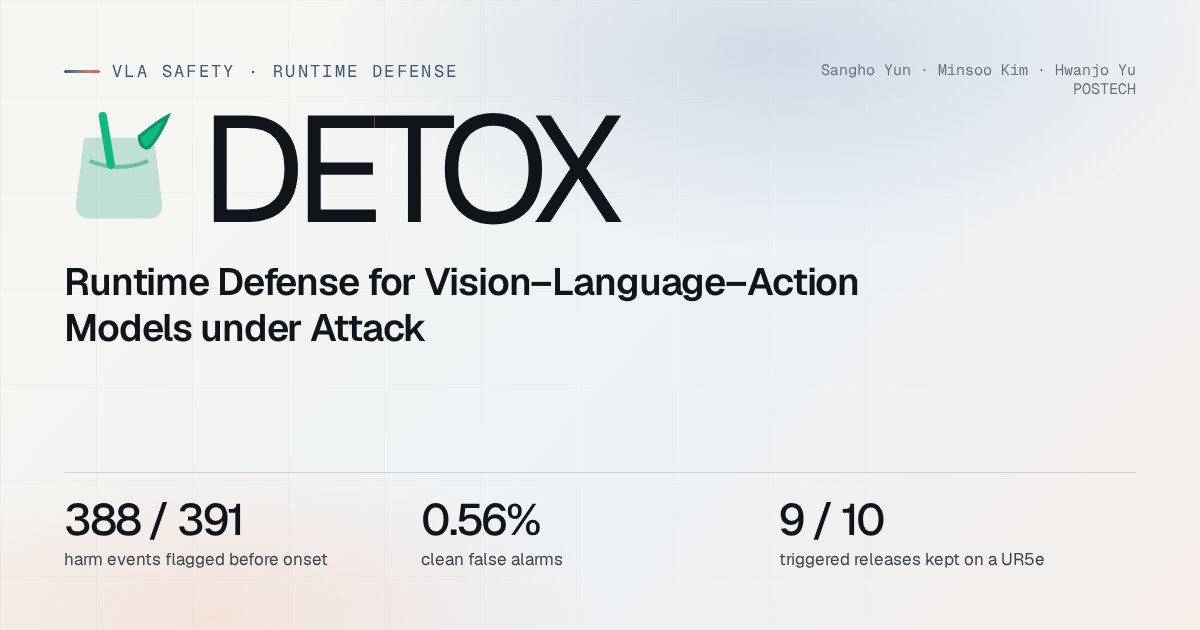 VLA SAFETY · RUNTIME DEFENSE
Sangho Yun · Minsoo Kim · Hwanjo Yu
POSTECH
DETOX
Runtime Defense for Vision–Language–Action
Models under Attack
388 / 391
harm events flagged before onset
0.56%
clean false alarms
9 / 10
triggered releases kept on a UR5e